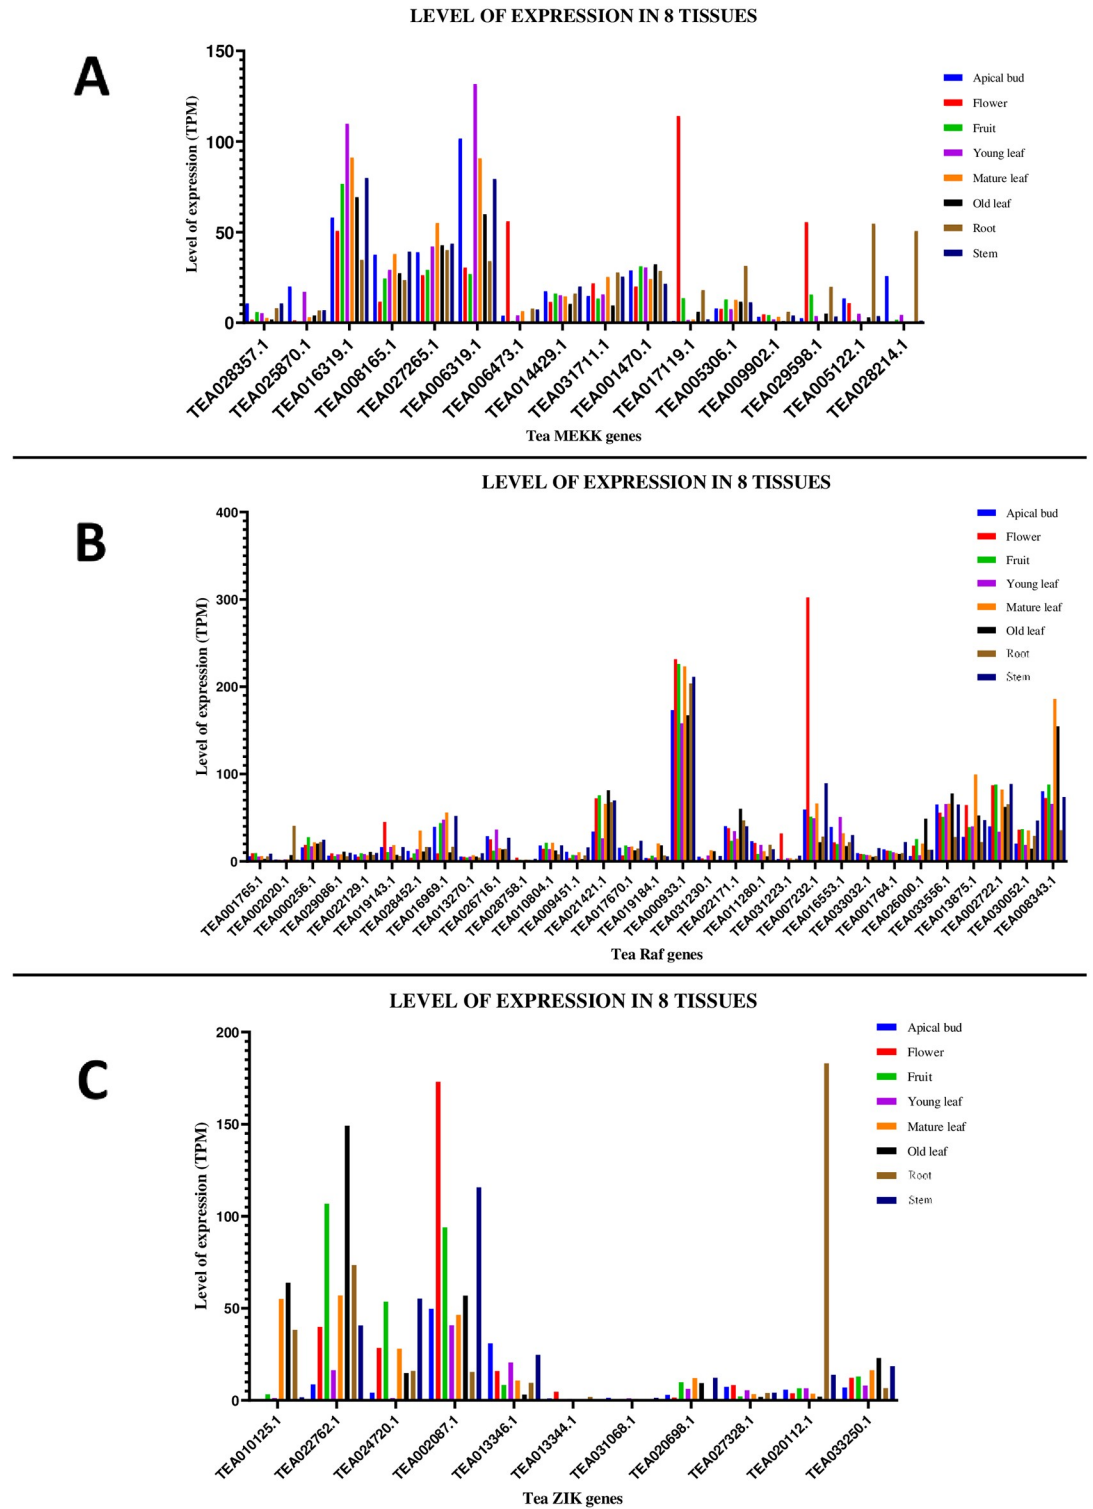 LEVEL OF EXPRESSION IN 8 TISSUES
A
Level of expression (TPM)
150
100
50
0
Apical bud
Flower
Fruit
Young leaf
Mature leaf
Old leaf
Root
Stem
TEA028357.1
TEA025870.1
TEA016319.1
TEA008165.1
TEA027265.1
TEA006319.1
TEA006473.1
TEA014429.1
TEA031711.1
TEA001470.1
TEA017119.1
TEA005306.1
TEA009902.1
TEA029598.1
TEA005122.1
TEA028214.1
Tea MEKK genes
LEVEL OF EXPRESSION IN 8 TISSUES
B
Level of expression (TPM)
400
300
200
100
0
Apical bud
Flower
Fruit
Young leaf
Mature leaf
Old leaf
Root
Stem
TEA001765.1
TEA002020.1
TEA000256.1
TEA029086.1
TEA022129.1
TEA019143.1
TEA028452.1
TEA016969.1
TEA013270.1
TEA026716.1
TEA028758.1
TEA010804.1
TEA009451.1
TEA021421.1
TEA017670.1
TEA019184.1
TEA000933.1
TEA031230.1
TEA022171.1
TEA011280.1
TEA031223.1
TEA007232.1
TEA016553.1
TEA033032.1
TEA001764.1
TEA026000.1
TEA033556.1
TEA013875.1
TEA002722.1
TEA030052.1
TEA008343.1
Tea Raf genes
LEVEL OF EXPRESSION IN 8 TISSUES
C
Level of expression (TPM)
200
150
100
50
0
Apical bud
Flower
Fruit
Young leaf
Mature leaf
Old leaf
Root
Stem
TEA010125.1
TEA022762.1
TEA024720.1
TEA002087.1
TEA013346.1
TEA013344.1
TEA031068.1
TEA020698.1
TEA027328.1
TEA020112.1
TEA033250.1
Tea ZIK genes